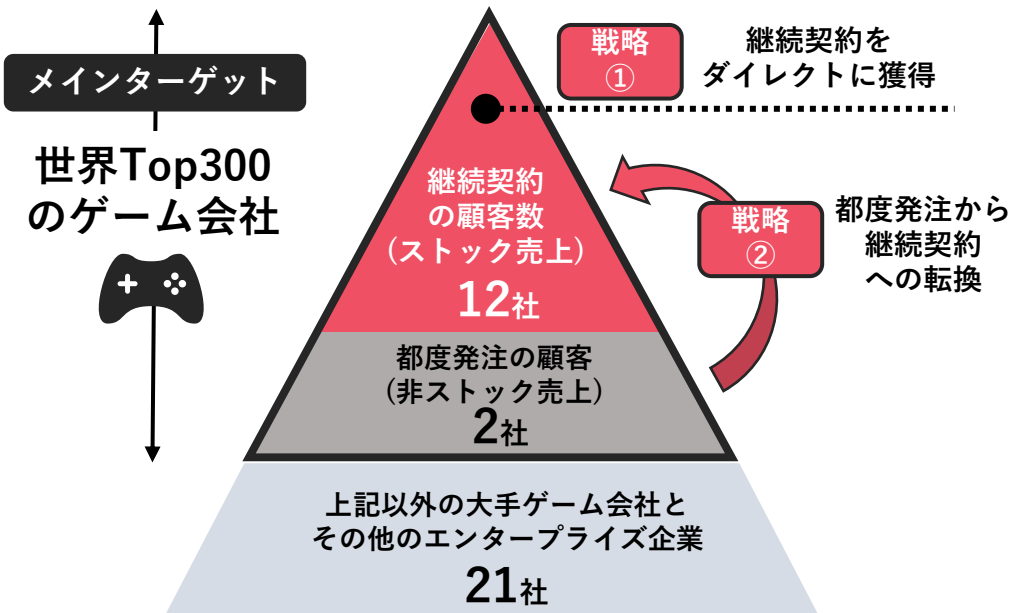 メインターゲット
世界Top300
のゲーム会社
戦略
①
継続契約を
ダイレクトに獲得
継続契約
の顧客数
(ストック売上)
12社
戦略
②
都度発注から
継続契約
への転換
都度発注の顧客
(非ストック売上)
2社
上記以外の大手ゲーム会社と
その他のエンタープライズ企業
21社